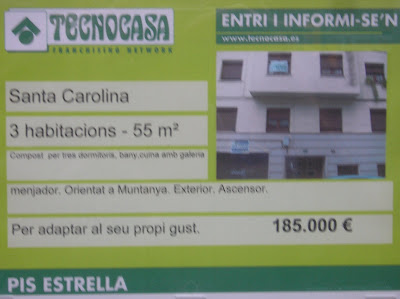 TECNOCASA
FRANCHISING NETWORK
ENTRI I INFORMI-SE'N
www.tecnocasa.es
Santa Carolina
3 habitacions - 55 m²
Compost per tres dormitoris, bany,cuina amb galeria
menjador. Orientat a Muntanya. Exterior. Ascensor.
Per adaptar al seu propi gust. 185.000 €
PIS ESTRELLA